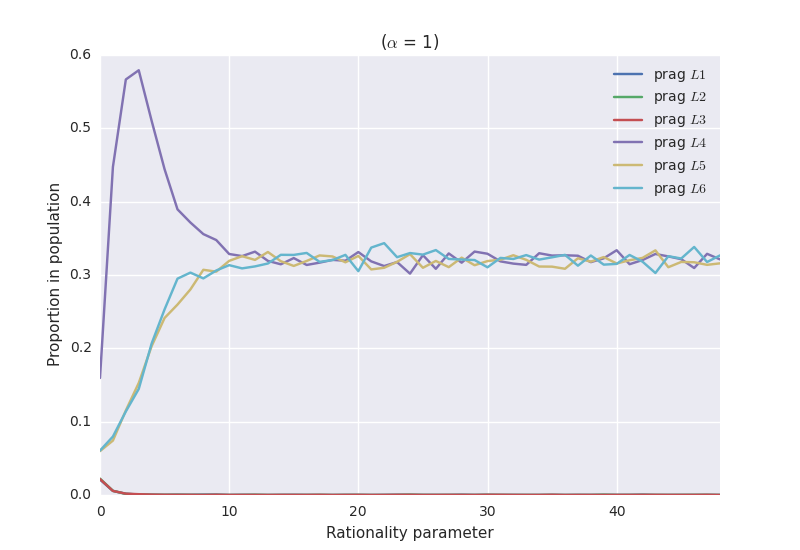 (α = 1)
0.6
0.5
0.4
0.3
0.2
0.1
0.0
Proportion in population
prag L1
prag L2
prag L3
prag L4
prag L5
prag L6
0 10 20 30 40
Rationality parameter